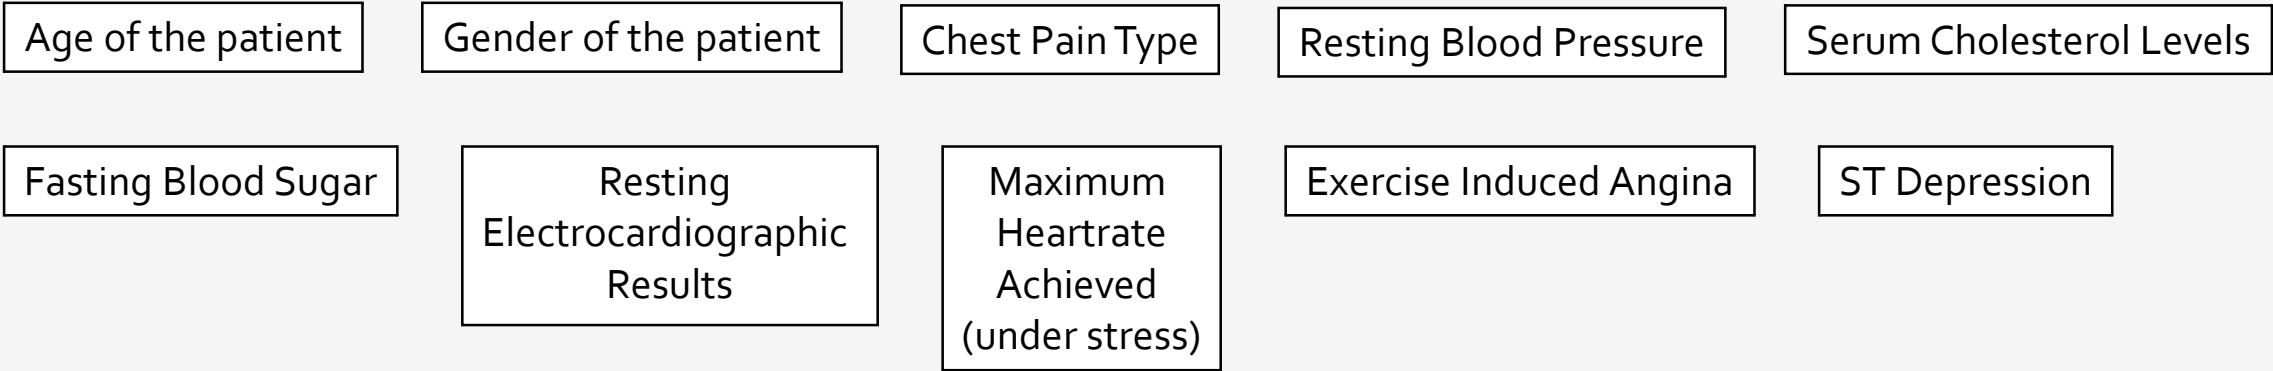 Age of the patient
Gender of the patient
Chest Pain Type
Resting Blood Pressure
Serum Cholesterol Levels
Fasting Blood Sugar
Resting
Electrocardiographic
Results
Maximum
Heartrate
Achieved
(under stress)
Exercise Induced Angina
ST Depression